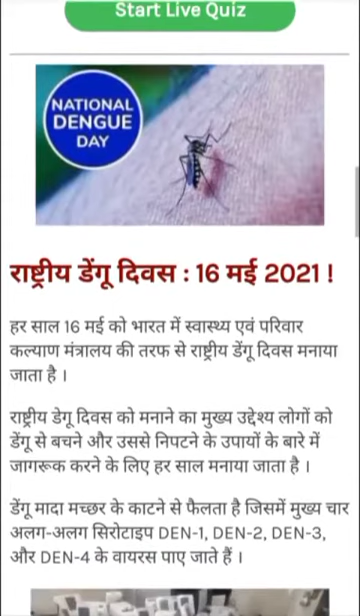 Start Live Quiz
NATIONAL
DENGUE
DAY
राष्ट्रीय डेंगू दिवस : 16 मई 2021 !
हर साल 16 मई को भारत में स्वास्थ्य एवं परिवार
कल्याण मंत्रालय की तरफ से राष्ट्रीय डेंगू दिवस मनाया
जाता है ।
राष्ट्रीय डेगू दिवस को मनाने का मुख्य उद्देश्य लोगों को
डेंगू से बचने और उससे निपटने के उपायों के बारे में
जागरूक करने के लिए हर साल मनाया जाता है ।
डेंगू मादा मच्छर के काटने से फैलता है जिसमें मुख्य चार
अलग-अलग सिरोटाइप DEN-1, DEN-2, DEN-3,
और DEN-4 के वायरस पाए जाते हैं ।